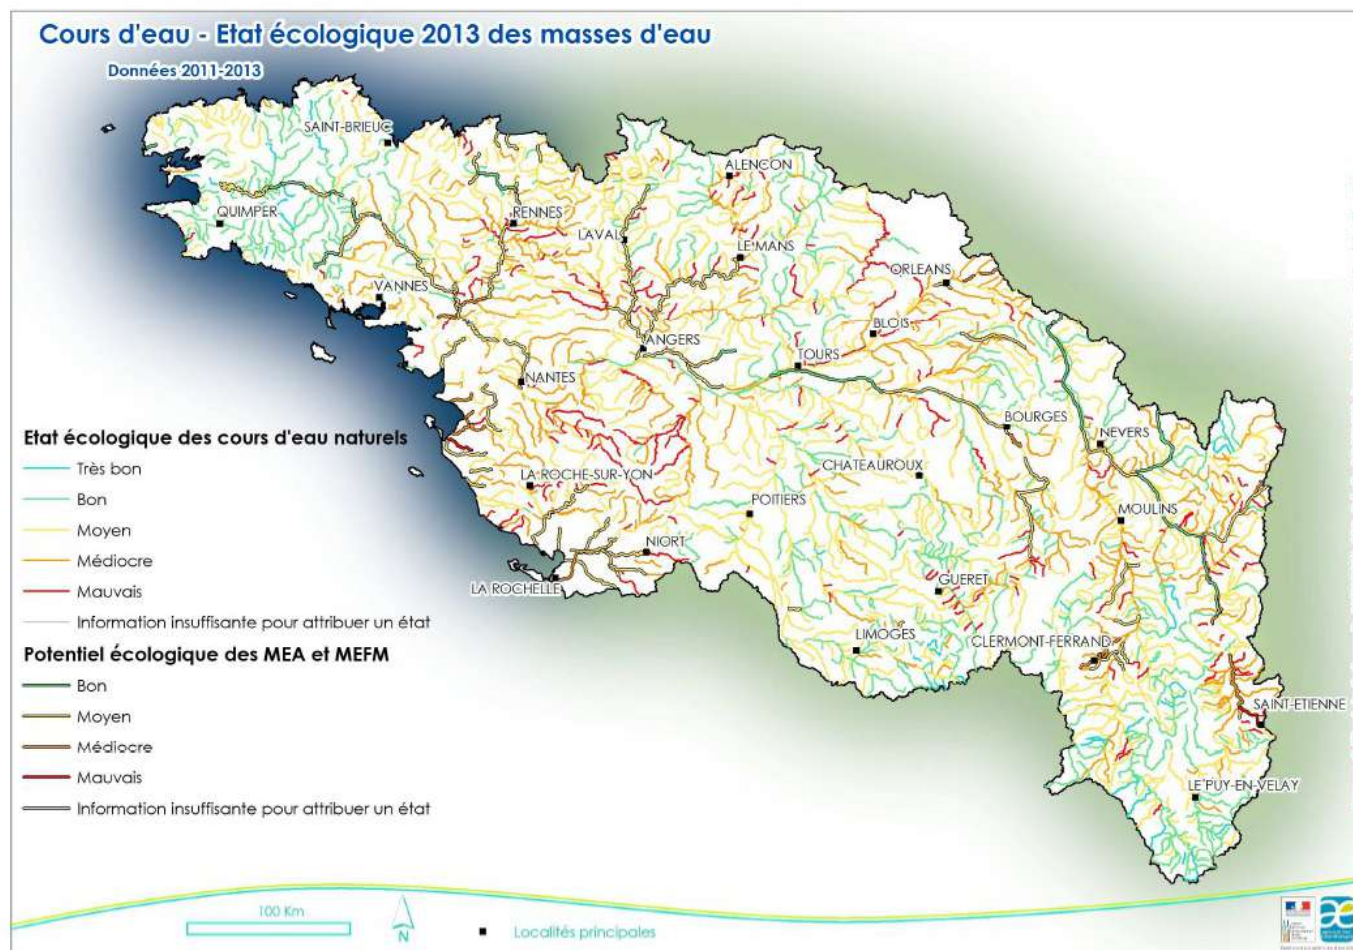 Cours d'eau - Etat écologique 2013 des masses d'eau
Données 2011-2013
SAINT-BRIEUC
ALENCON
QUIMPER
RENNES
LAVAL
LE MANS
ORLEANS
VANNES
BLOIS
ANGERS
TOURS
NANTES
BOURGES
NEVERS
CHATEAUROUX
LA ROCHE-SUR-YON
POITIERS
MOULINS
NIORT
GUERET
LA ROCHELLE
LIMOGES
CLERMONT-FERRAND
SAINT-ETIENNE
LE PUY-EN-VELAY
Etat écologique des cours d'eau naturels
Très bon
Bon
Moyen
Médiocre
Mauvais
Information insuffisante pour attribuer un état
Potentiel écologique des MEA et MEFM
Bon
Moyen
Médiocre
Mauvais
Information insuffisante pour attribuer un état
100 Km
N
Localités principales